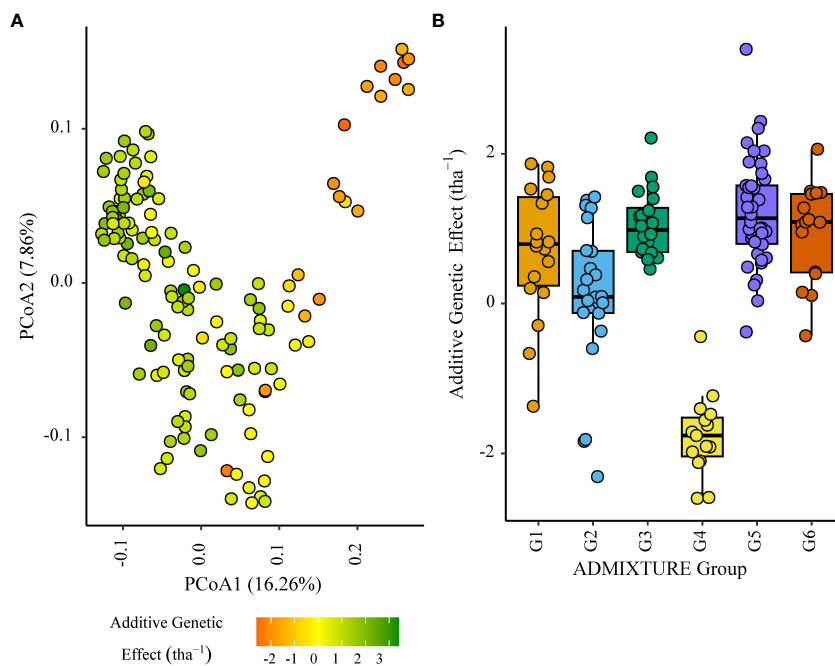 A
0.1
0.0
-0.1
PCoA2 (7.86%)
-0.1
0.0
0.1
0.2
PCoA1 (16.26%)
Additive Genetic
Effect (tha⁻¹)
-2 -1 0 1 2 3
B
2
0
-2
Additive Genetic Effect (tha⁻¹)
G1
G2
G3
G4
G5
G6
ADMIXTURE Group